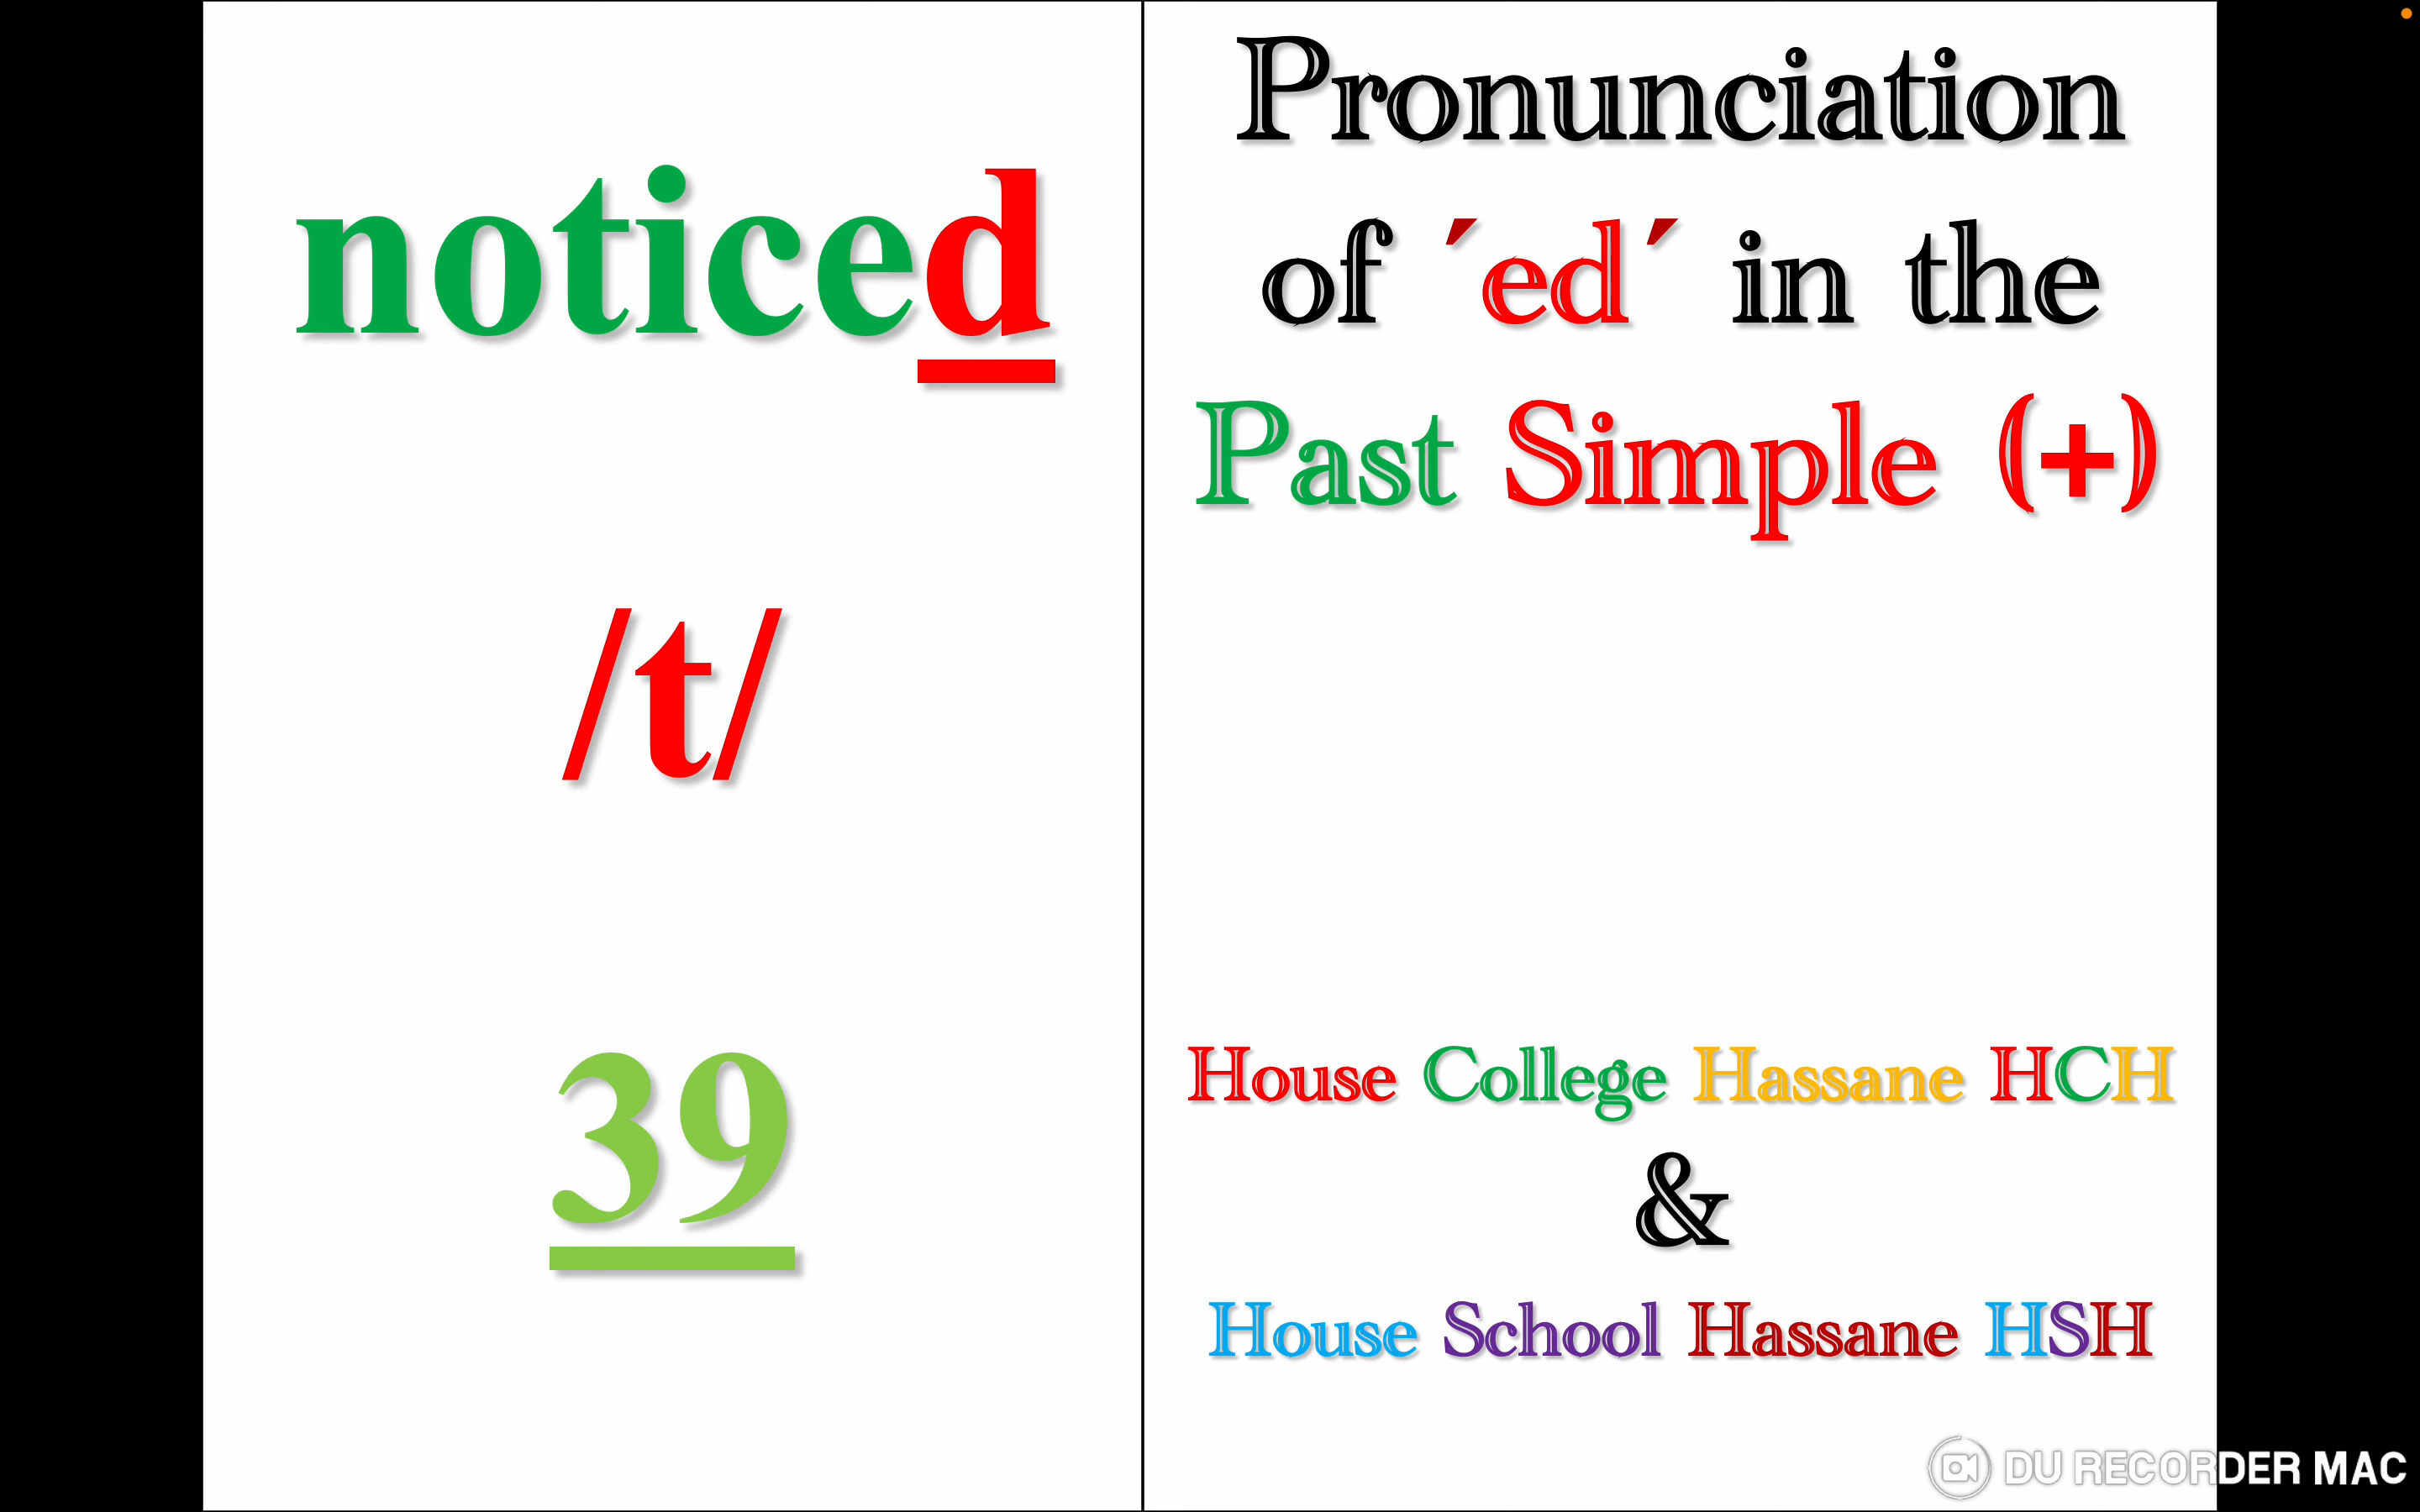 noticed
/t/
39
Pronunciation
of ´ed´ in the
Past Simple (+)
House College Hassane HCH
&
House School Hassane HSH
DU RECORDER MAC